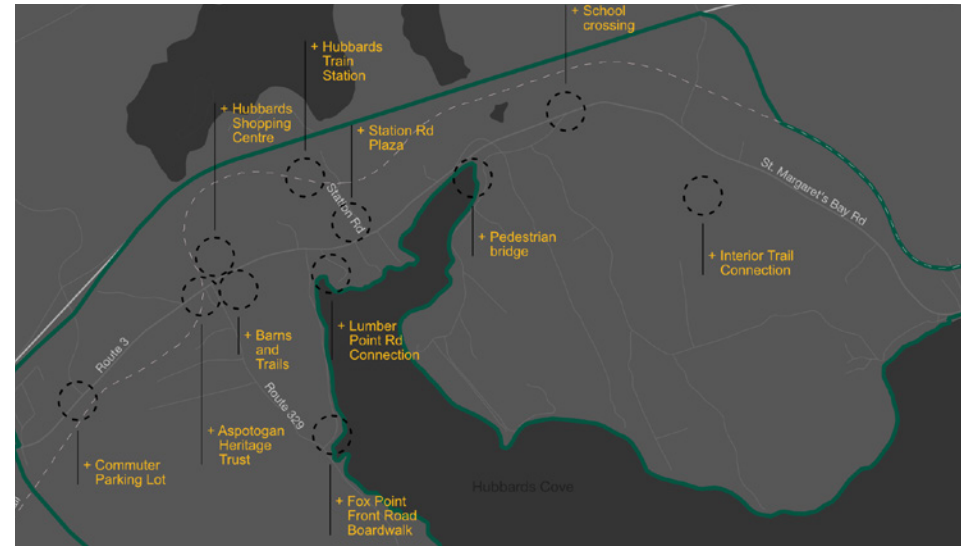 + School
crossing
+ Hubbards
Train
Station
+ Hubbards
Shopping
Centre
+ Station Rd
Plaza
Station Rd
St. Margaret's Bay Rd
+ Pedestrian
bridge
+ Interior Trail
Connection
+ Lumber
Point Rd
Connection
+ Barns
and
Trails
Route 3
Route 329
+ Aspotogan
Heritage
Trust
+ Commuter
Parking Lot
Hubbards Cove
+ Fox Point
Front Road
Boardwalk